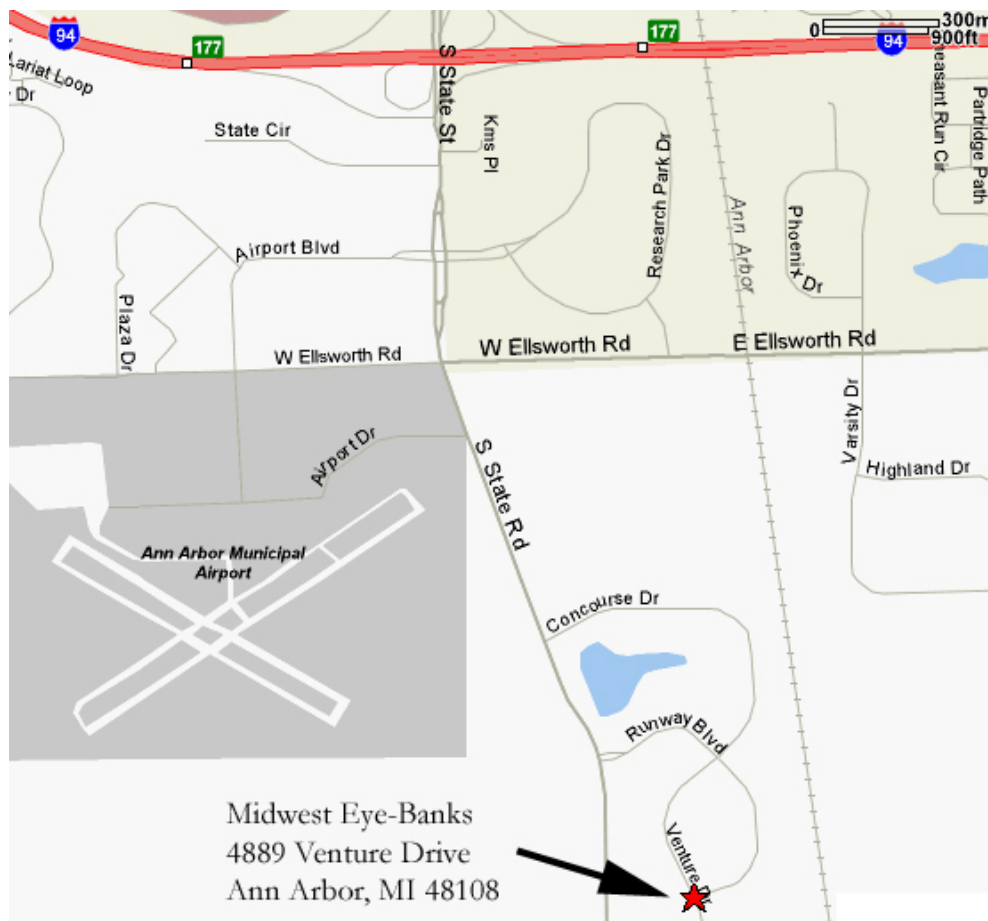 94
177
177
300m
0
900ft
94
Lariat Loop
Dr
S State St
State Cir
Kms Pl
Research Park Dr
Ann Arbor
Phoenix Dr
Pheasant Run Cir
Partridge Path
Airport Blvd
Plaza Dr
W Ellsworth Rd
W Ellsworth Rd
E Ellsworth Rd
Varsity Dr
Highland Dr
Airport Dr
S State Rd
Ann Arbor Municipal
Airport
Concourse Dr
Runway Blvd
Venture Dr
Midwest Eye-Banks
4889 Venture Drive
Ann Arbor, MI 48108